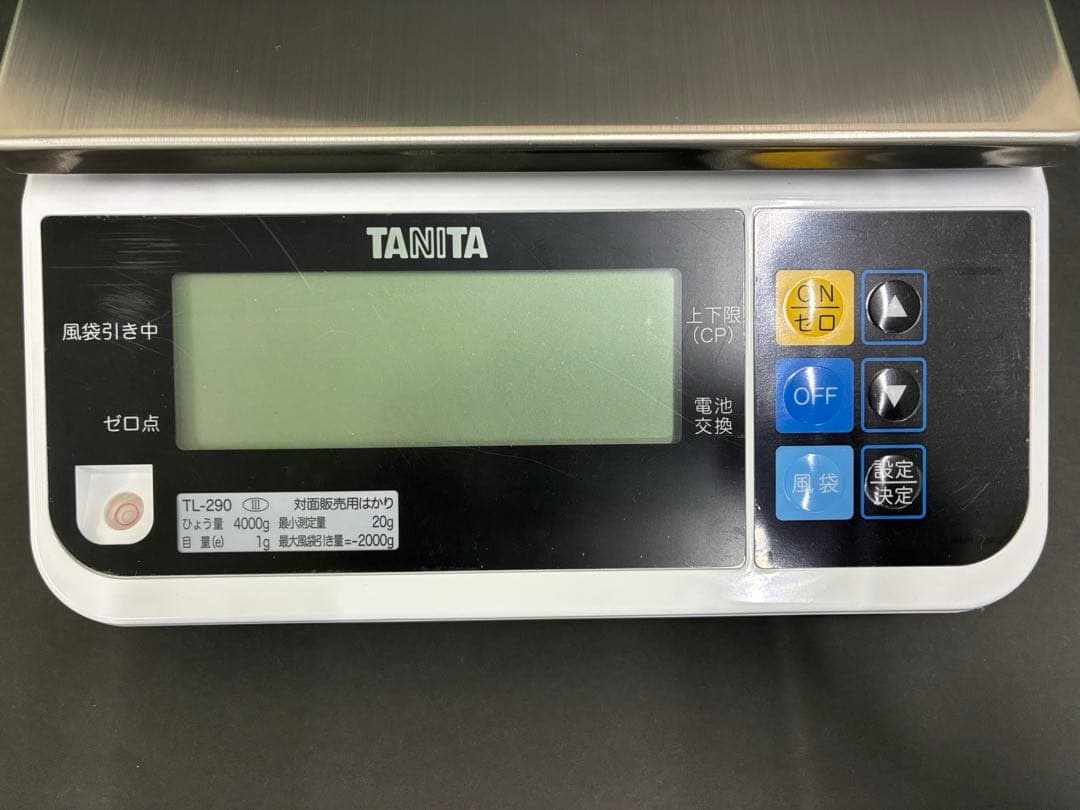 TANITA
風袋引き中
上下限
(CP)
ゼロ点
電池
交換
ON
ゼロ
▲
OFF
▼
風袋
設定
決定
TL-290 Ⅲ 対面販売用はかり
ひょう量 4000g 最小測定量 20g
目量(e) 1g 最大風袋引き量=-2000g